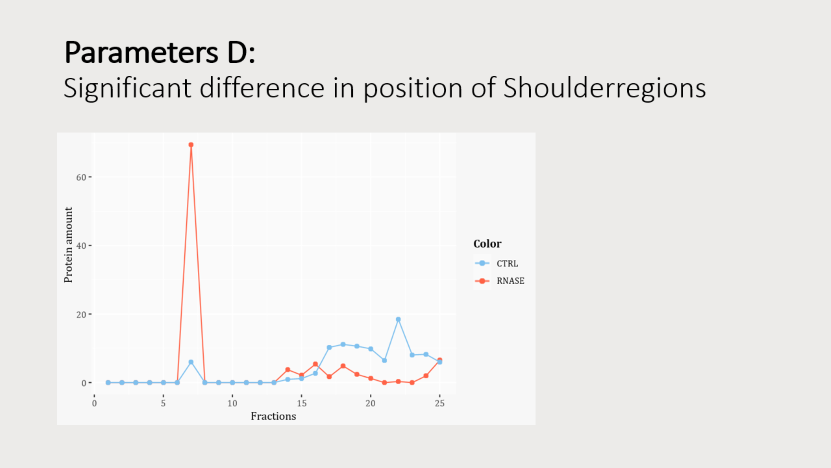 Parameters D:
Significant difference in position of Shoulderregions
60
40
20
0
Protein amount
0 5 10 15 20 25
Fractions
Color
CTRL
RNASE